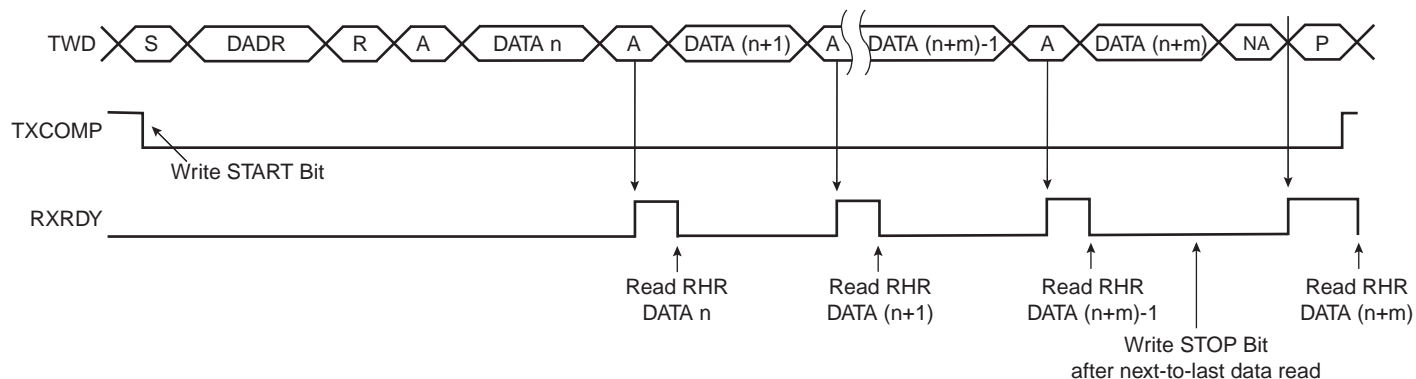 TWD S DADR R A DATA n A DATA (n+1) A DATA (n+m)-1 A DATA (n+m) NA P
TXCOMP
Write START Bit
RXRDY
Read RHR Read RHR Read RHR Read RHR
DATA n DATA (n+1) DATA (n+m)-1 DATA (n+m)
Write STOP Bit
after next-to-last data read